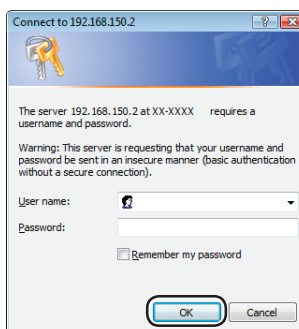 Connect to 192.168.150.2
The server 192.168.150.2 at XX-XXXX requires a
username and password.
Warning: This server is requesting that your username and
password be sent in an insecure manner (basic authentication
without a secure connection).
User name:
Password:
Remember my password
OK Cancel